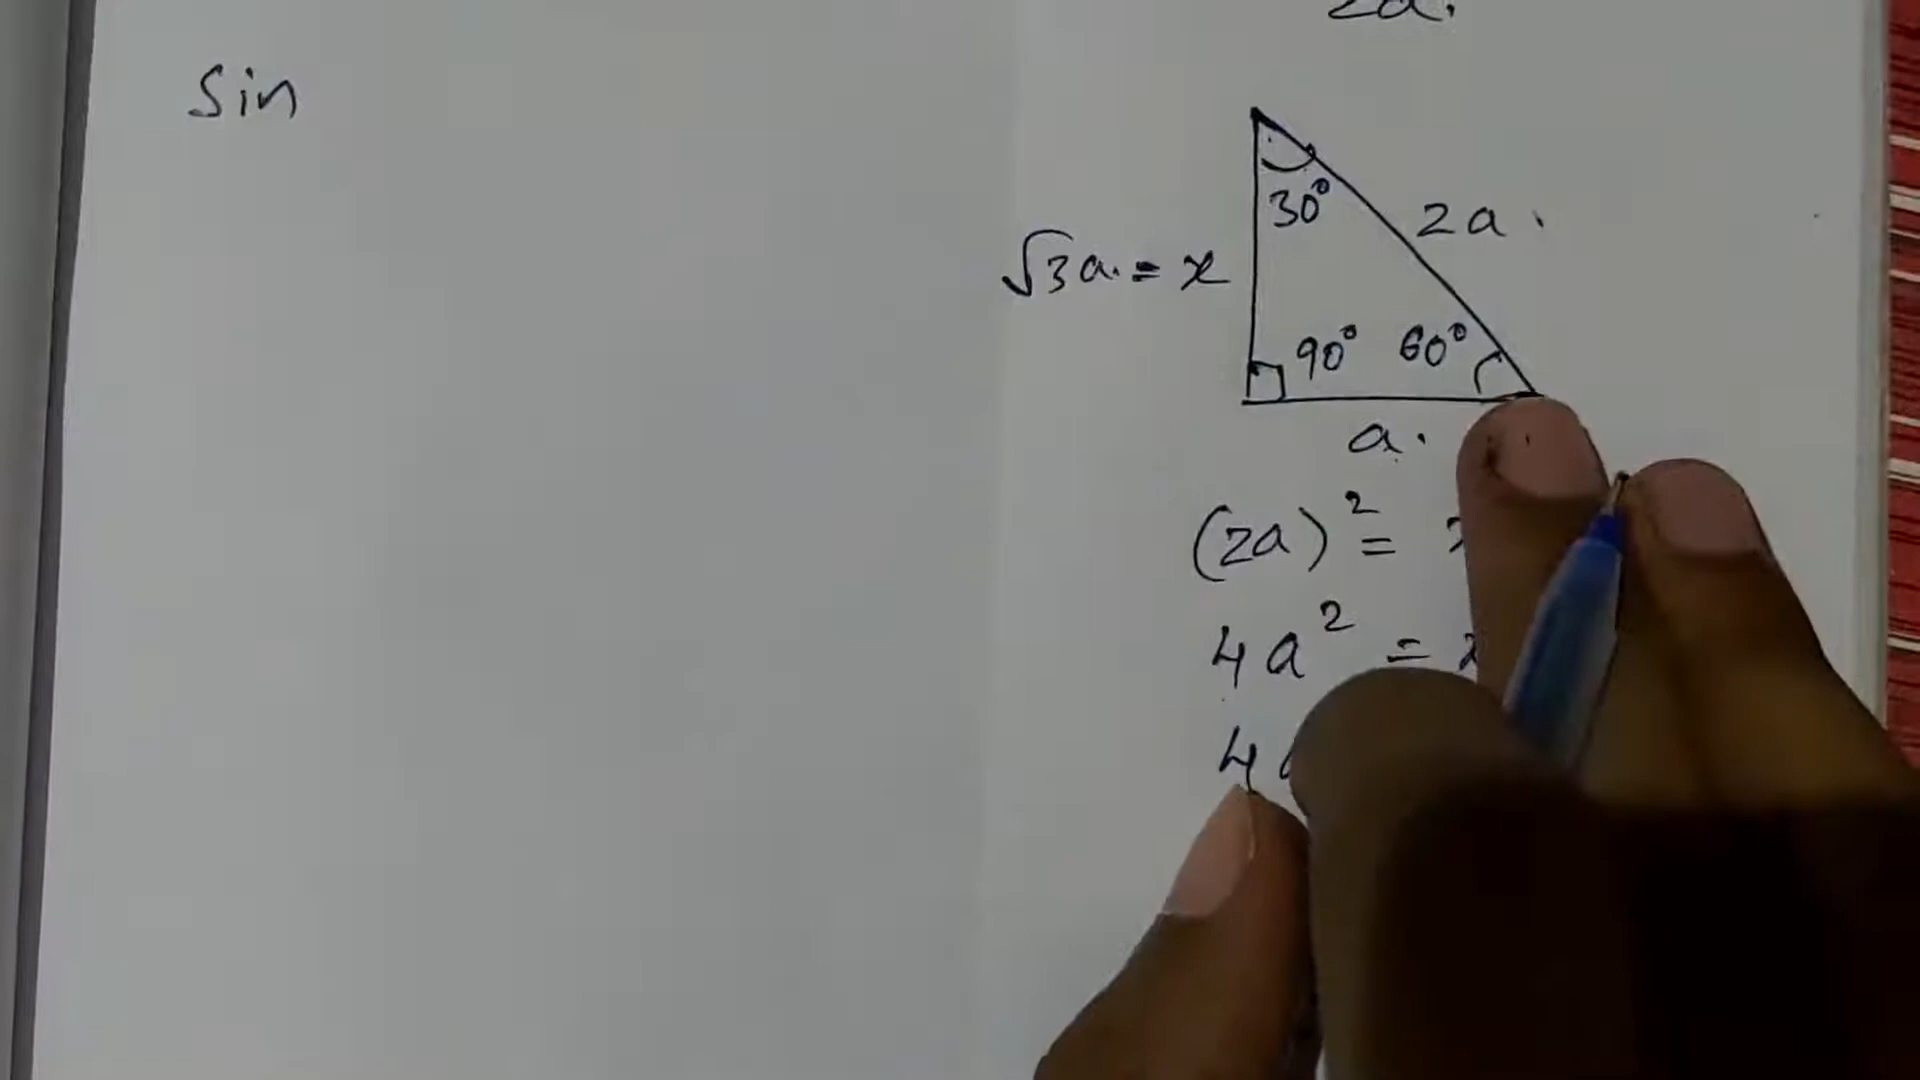 2a.
Sin
30°
2a.
√3a. = x
90° 60°
a.
(2a)² =
4a² =
4